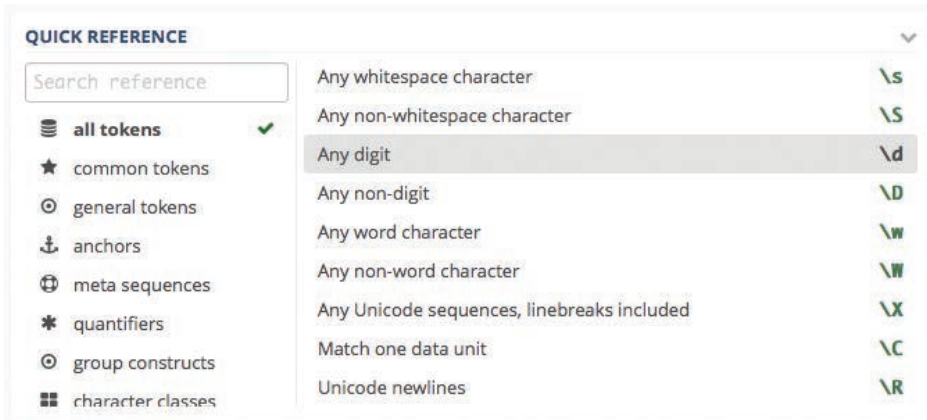 QUICK REFERENCE
Search reference
all tokens
common tokens
general tokens
anchors
meta sequences
quantifiers
group constructs
character classes
Any whitespace character \s
Any non-whitespace character \S
Any digit \d
Any non-digit \D
Any word character \w
Any non-word character \W
Any Unicode sequences, linebreaks included \X
Match one data unit \C
Unicode newlines \R